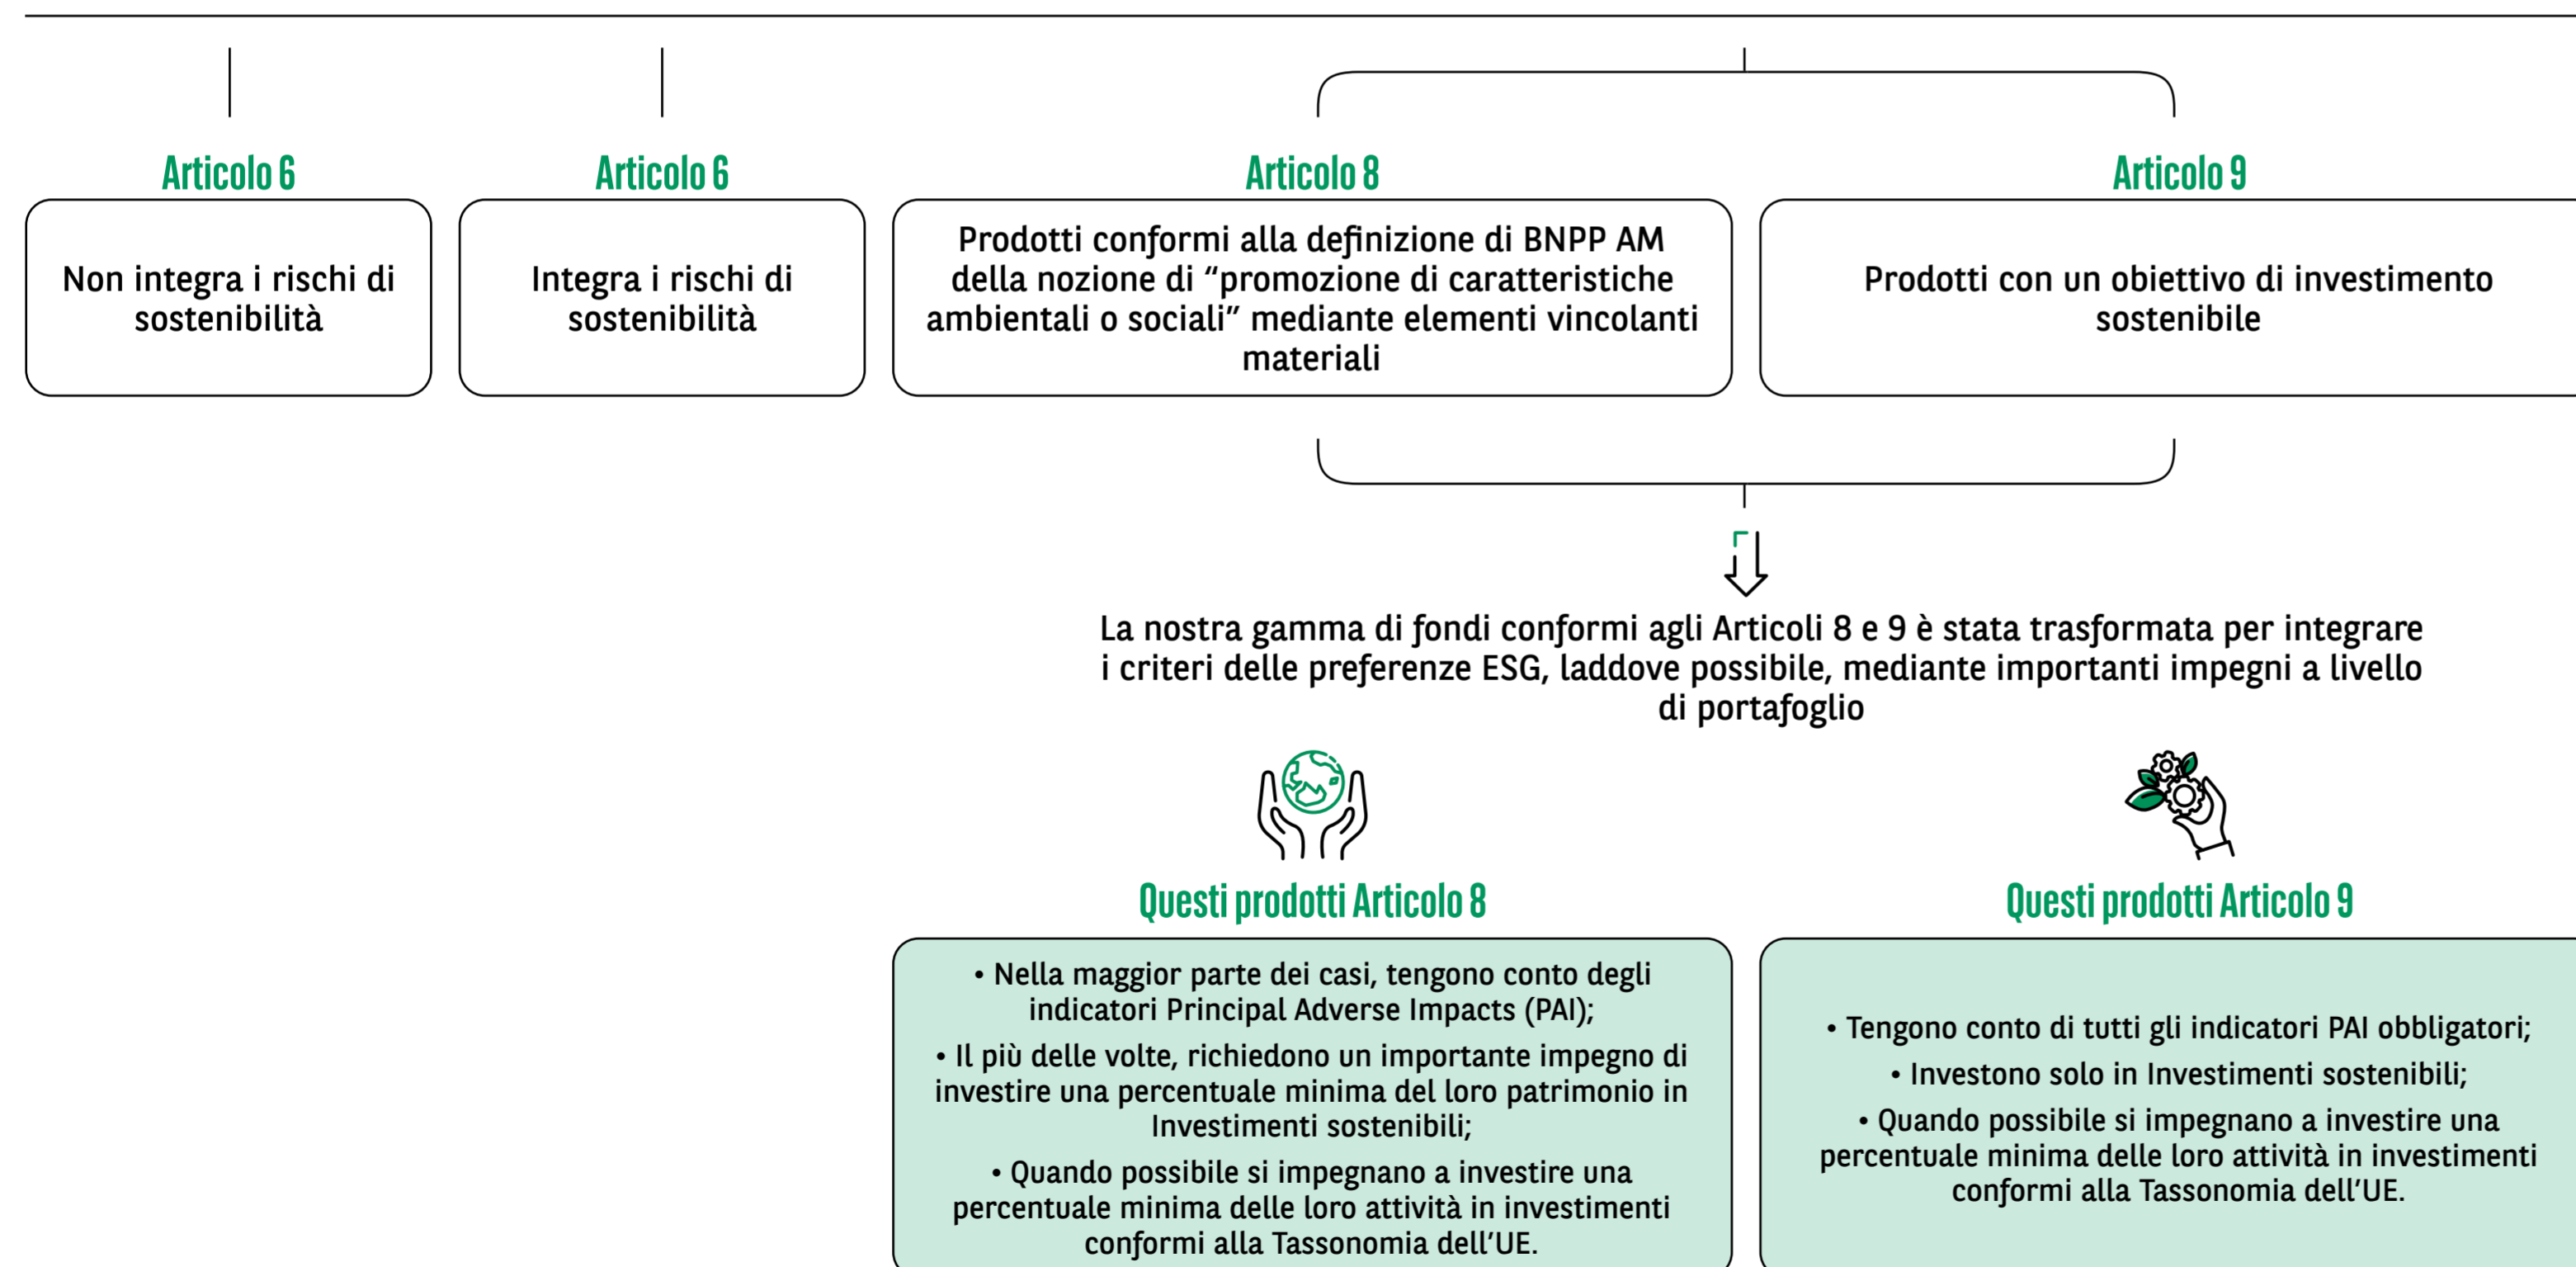 Articolo 6
Non integra i rischi di
sostenibilità
Articolo 6
Integra i rischi di
sostenibilità
Articolo 8
Prodotti conformi alla definizione di BNPP AM
della nozione di “promozione di caratteristiche
ambientali o sociali” mediante elementi vincolanti
materiali
Articolo 9
Prodotti con un obiettivo di investimento
sostenibile
La nostra gamma di fondi conformi agli Articoli 8 e 9 è stata trasformata per integrare
i criteri delle preferenze ESG, laddove possibile, mediante importanti impegni a livello
di portafoglio
Questi prodotti Articolo 8
• Nella maggior parte dei casi, tengono conto degli
indicatori Principal Adverse Impacts (PAI);
• Il più delle volte, richiedono un importante impegno di
investire una percentuale minima del loro patrimonio in
Investimenti sostenibili;
• Quando possibile si impegnano a investire una
percentuale minima delle loro attività in investimenti
conformi alla Tassonomia dell’UE.
Questi prodotti Articolo 9
• Tengono conto di tutti gli indicatori PAI obbligatori;
• Investono solo in Investimenti sostenibili;
• Quando possibile si impegnano a investire una
percentuale minima delle loro attività in investimenti
conformi alla Tassonomia dell’UE.